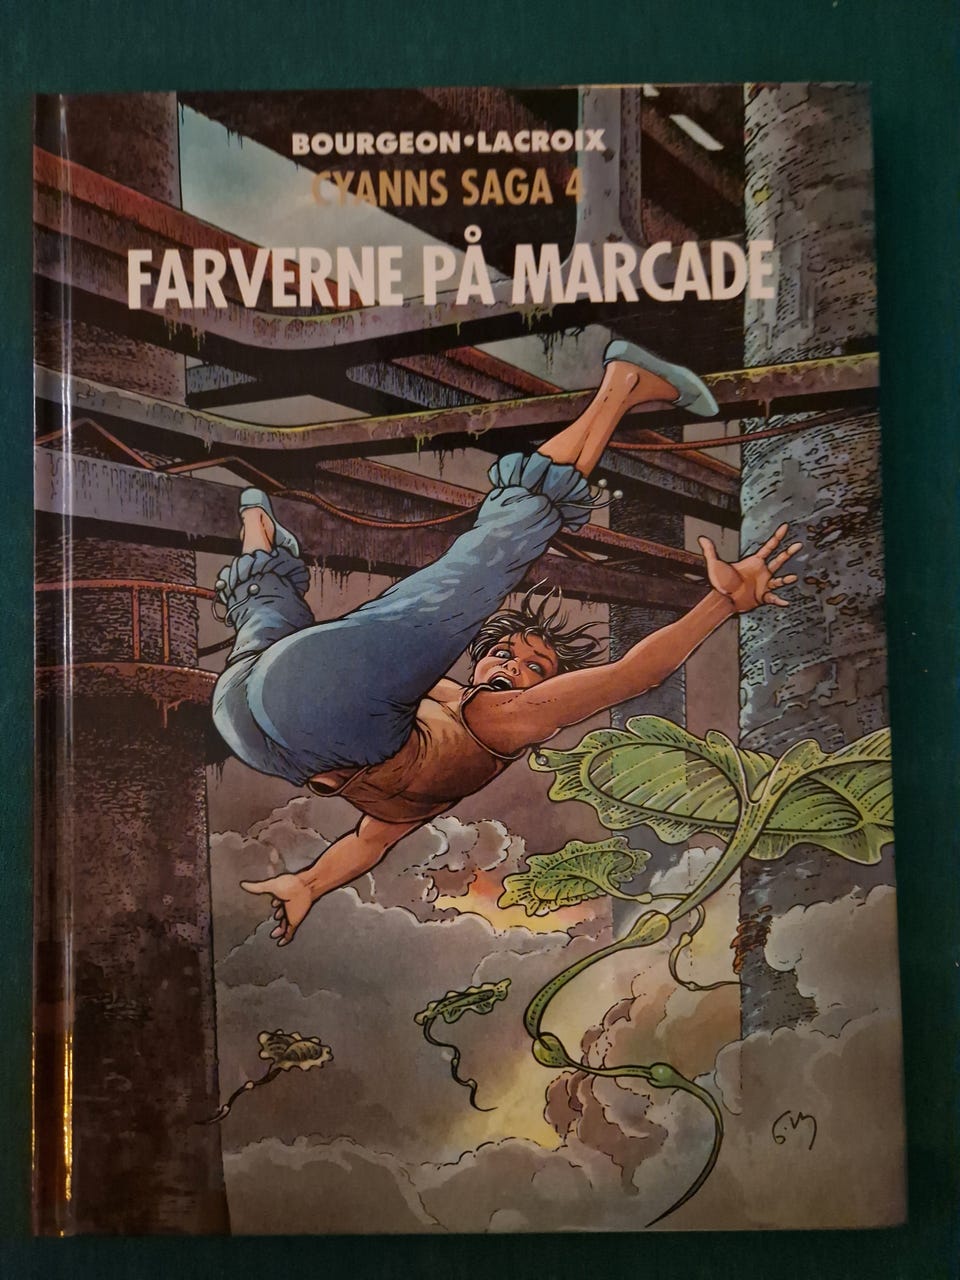 BOURGEON•LACROIX
CYANNS SAGA 4
FARVERNE PÅ MARCADE